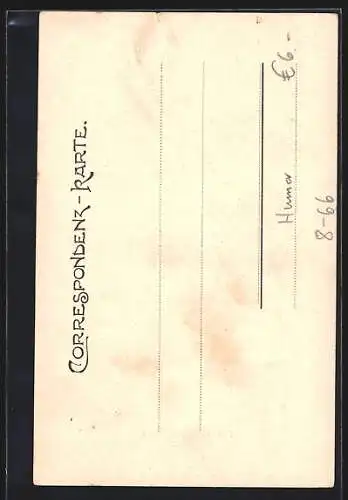 CORRESPONDENZ-KARTE.
Humor €6.-
8-66